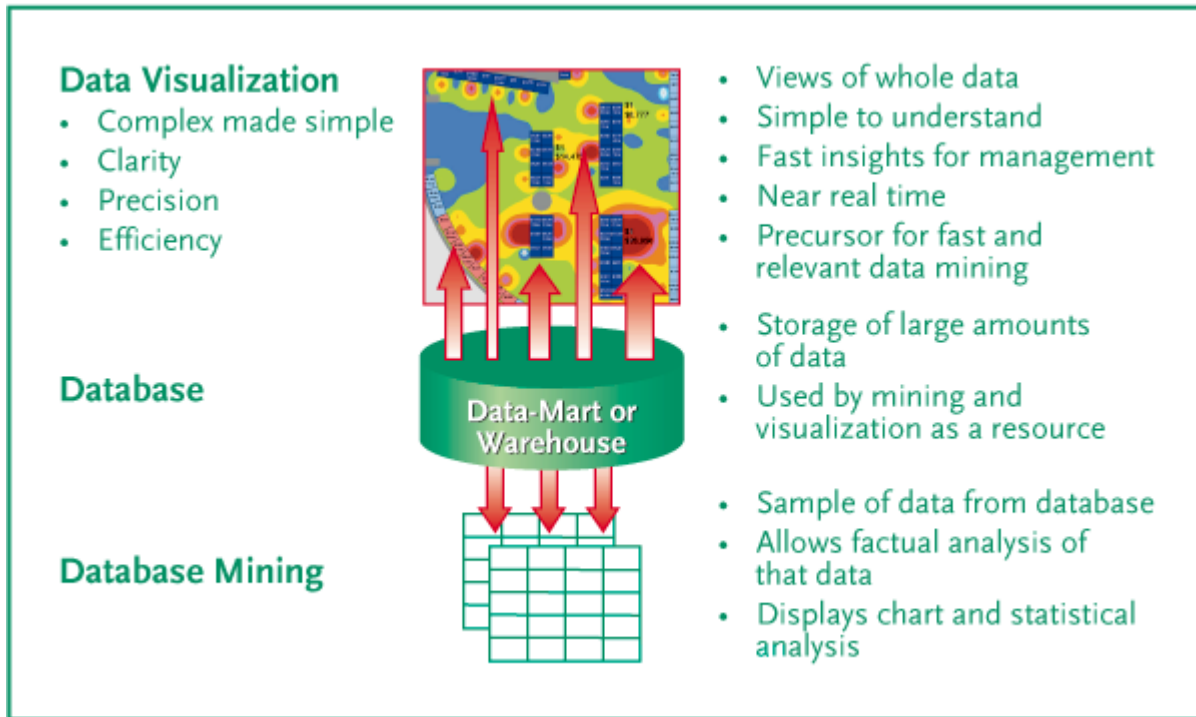 Data Visualization
• Complex made simple
• Clarity
• Precision
• Efficiency
• Views of whole data
• Simple to understand
• Fast insights for management
• Near real time
• Precursor for fast and
relevant data mining
Database
Data-Mart or
Warehouse
• Storage of large amounts
of data
• Used by mining and
visualization as a resource
Database Mining
• Sample of data from database
• Allows factual analysis of
that data
• Displays chart and statistical
analysis